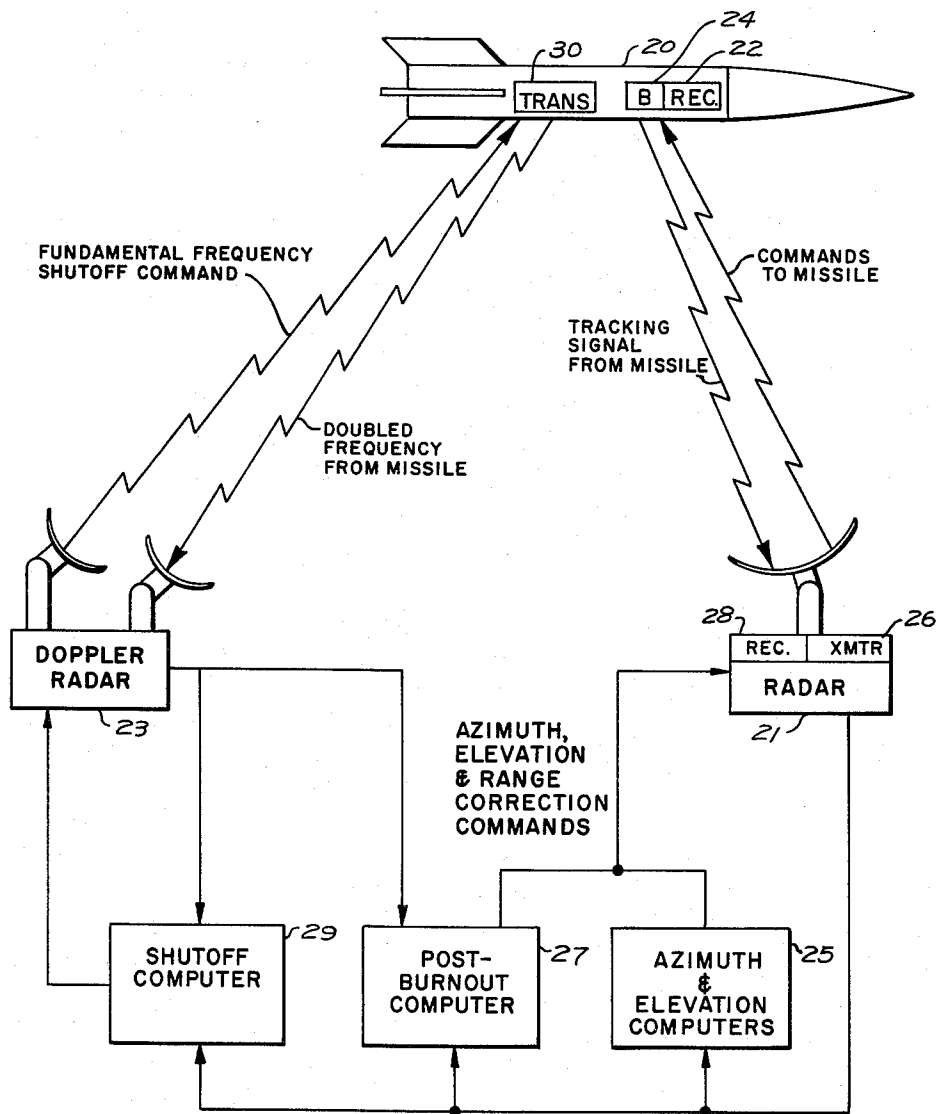 24
20
22
30
TRANS
B
REC.
FUNDAMENTAL FREQUENCY
SHUTOFF COMMAND
COMMANDS
TO MISSILE
TRACKING
SIGNAL
FROM MISSILE
DOUBLED
FREQUENCY
FROM MISSILE
28
26
REC.
XMTR
DOPPLER
RADAR
RADAR
23
21
AZIMUTH,
ELEVATION
& RANGE
CORRECTION
COMMANDS
SHUTOFF
COMPUTER
29
POST-
BURNOUT
COMPUTER
27
AZIMUTH
&
ELEVATION
COMPUTERS
25